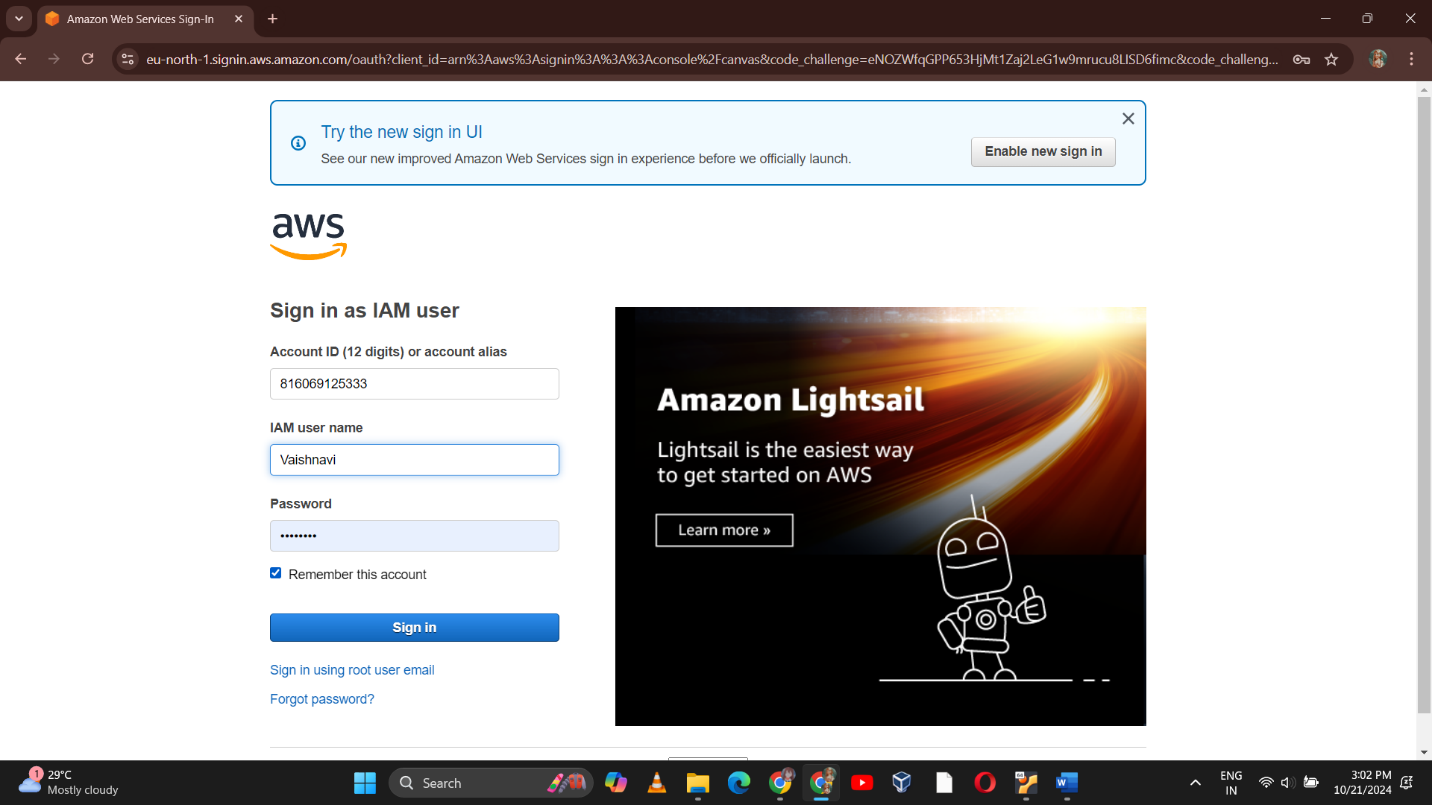 Amazon Web Services Sign-In
eu-north-1.signin.aws.amazon.com/oauth?client_id=arn%3Aaws%3Asignin%3A%3A%3Aconsole%2Fcanvas&code_challenge=eNOZWfqGPP653HjMt1Zaj2LeG1w9mrucu8LlSD6fimc&code_challeng...
Try the new sign in UI
See our new improved Amazon Web Services sign in experience before we officially launch.
Enable new sign in
aws
Sign in as IAM user
Account ID (12 digits) or account alias
816069125333
IAM user name
Vaishnavi
Password
••••••••
Remember this account
Sign in
Sign in using root user email
Forgot password?
Amazon Lightsail
Lightsail is the easiest way
to get started on AWS
Learn more »
1
29°C
Mostly cloudy
Search
ENG
IN
3:02 PM
10/21/2024